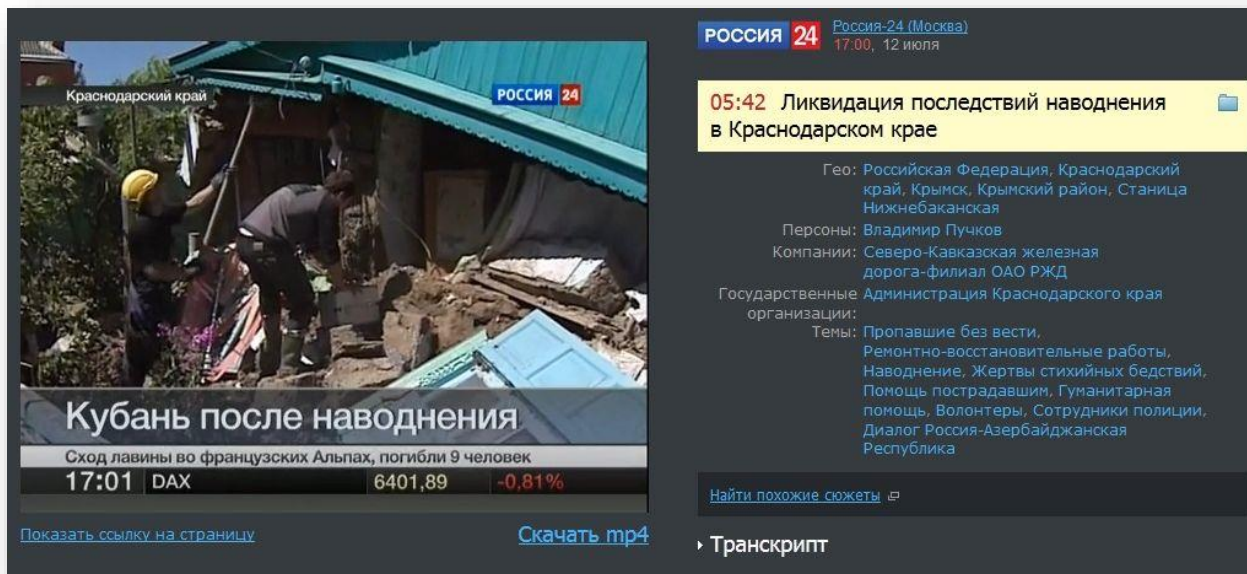 Краснодарский край
РОССИЯ 24
Кубань после наводнения
Сход лавины во французских Альпах, погибли 9 человек
17:01 DAX 6401,89 -0,81%
Показать ссылку на страницу
Скачать mp4
РОССИЯ 24
Россия-24 (Москва)
17:00, 12 июля
05:42 Ликвидация последствий наводнения
в Краснодарском крае
Гео: Российская Федерация, Краснодарский
край, Крымск, Крымский район, Станица
Нижнебаканская
Персоны: Владимир Пучков
Компании: Северо-Кавказская железная
дорога-филиал ОАО РЖД
Государственные организации: Администрация Краснодарского края
Темы: Пропавшие без вести,
Ремонтно-восстановительные работы,
Наводнение, Жертвы стихийных бедствий,
Помощь пострадавшим, Гуманитарная
помощь, Волонтеры, Сотрудники полиции,
Диалог Россия-Азербайджанская
Республика
Найти похожие сюжеты
Транскрипт